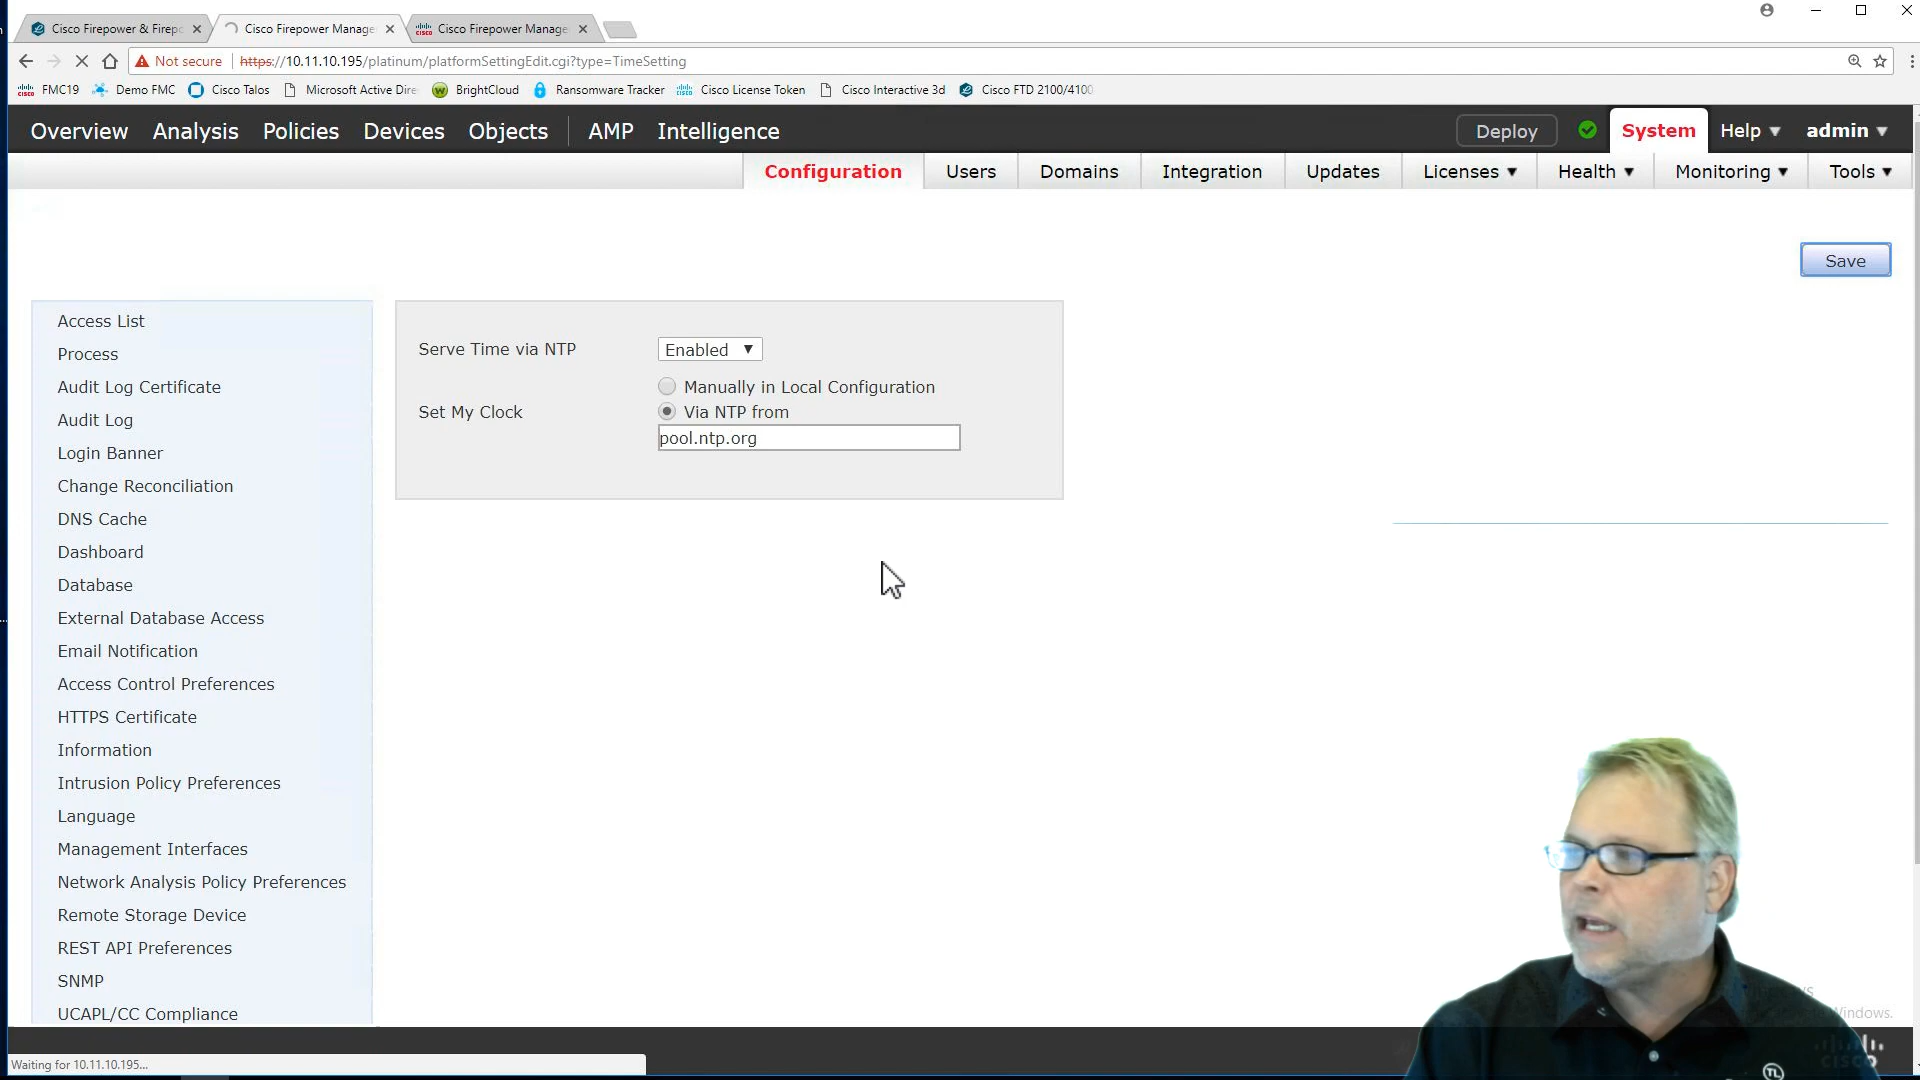 Cisco Firepower & Firepo
Cisco Firepower Manage
Cisco Firepower Manage
Not secure
https://10.11.10.195/platinum/platformSettingEdit.cgi?type=TimeSetting
FMC19
Demo FMC
Cisco Talos
Microsoft Active Dire
BrightCloud
Ransomware Tracker
Cisco License Token
Cisco Interactive 3d
Cisco FTD 2100/4100
Overview
Analysis
Policies
Devices
Objects
AMP
Intelligence
Deploy
System
Help ▼
admin ▼
Configuration
Users
Domains
Integration
Updates
Licenses ▼
Health ▼
Monitoring ▼
Tools ▼
Save
Access List
Process
Audit Log Certificate
Audit Log
Login Banner
Change Reconciliation
DNS Cache
Dashboard
Database
External Database Access
Email Notification
Access Control Preferences
HTTPS Certificate
Information
Intrusion Policy Preferences
Language
Management Interfaces
Network Analysis Policy Preferences
Remote Storage Device
REST API Preferences
SNMP
UCAPL/CC Compliance
Serve Time via NTP
Enabled ▼
Set My Clock
Manually in Local Configuration
Via NTP from
pool.ntp.org
Windows.
cisco
TL
Waiting for 10.11.10.195...